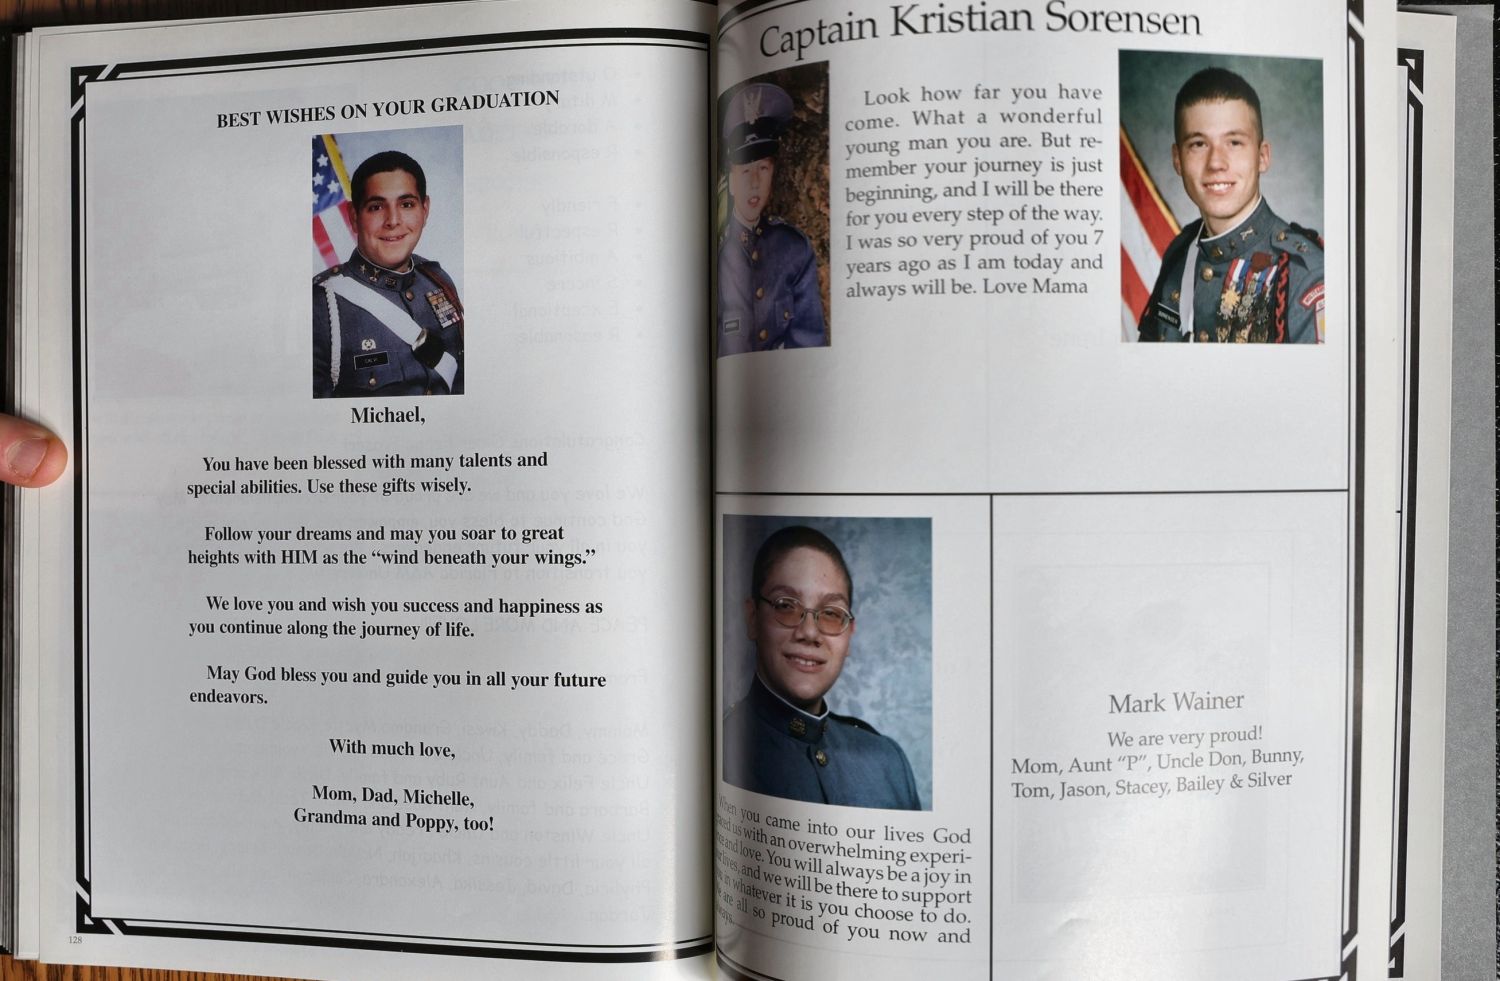 BEST WISHES ON YOUR GRADUATION
Michael,
You have been blessed with many talents and
special abilities. Use these gifts wisely.
Follow your dreams and may you soar to great
heights with HIM as the “wind beneath your wings.”
We love you and wish you success and happiness as
you continue along the journey of life.
May God bless you and guide you in all your future
endeavors.
With much love,
Mom, Dad, Michelle,
Grandma and Poppy, too!
128
Captain Kristian Sorensen
Look how far you have
come. What a wonderful
young man you are. But re-
member your journey is just
beginning, and I will be there
for you every step of the way.
I was so very proud of you 7
years ago as I am today and
always will be. Love Mama
SORENSEN
When you came into our lives God
us with an overwhelming experi-
and love. You will always be a joy in
lives, and we will be there to support
in whatever it is you choose to do.
are all so proud of you now and
Mark Wainer
We are very proud!
Mom, Aunt “P”, Uncle Don, Bunny,
Tom, Jason, Stacey, Bailey & Silver